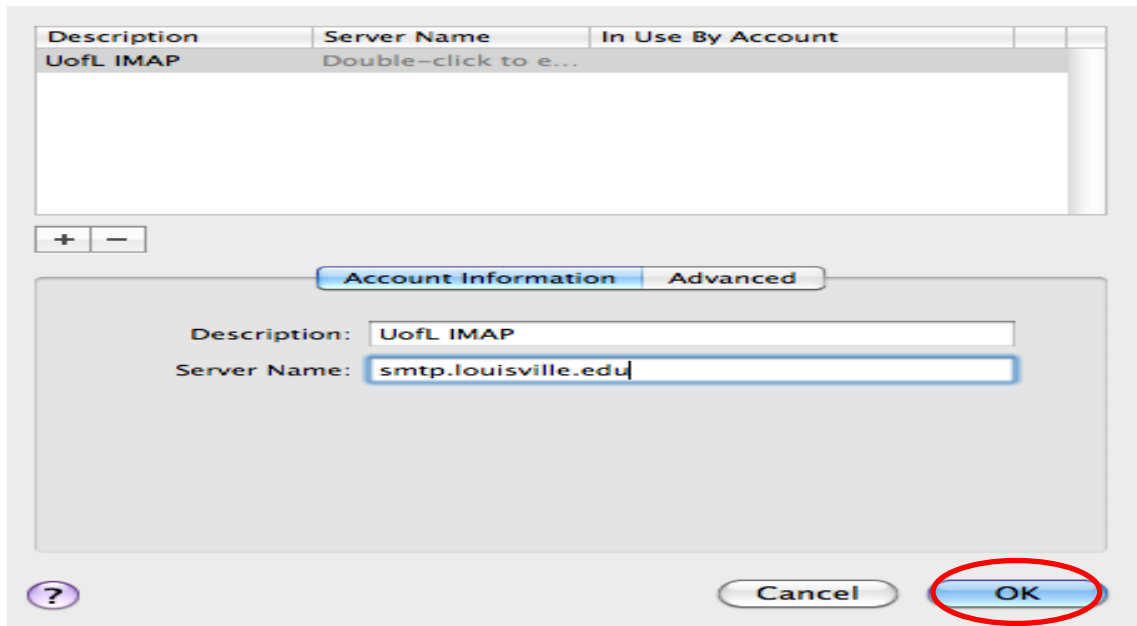 Description Server Name In Use By Account
UofL IMAP Double-click to e...
+ −
Account Information Advanced
Description: UofL IMAP
Server Name: smtp.louisville.edu
? Cancel OK